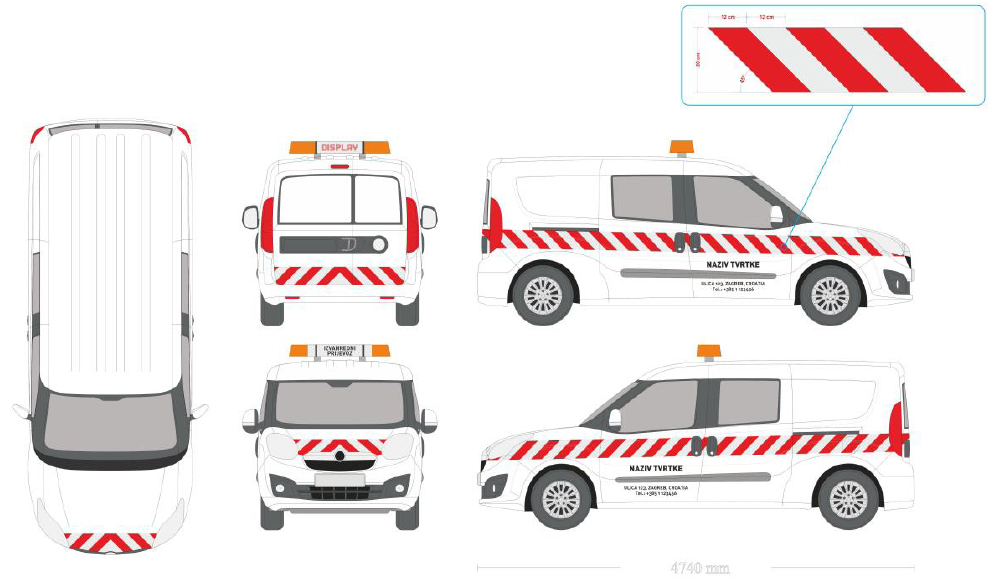 12 cm 12 cm
45°
DISPLAY
NAZIV TVRTKE
ULICA 123, ZAGREB, CROATIA
TEL.: +385 1 123456
IZVANREDNI
PRIJEVOZ
NAZIV TVRTKE
ULICA 123, ZAGREB, CROATIA
TEL.: +385 1 123456
4740 mm